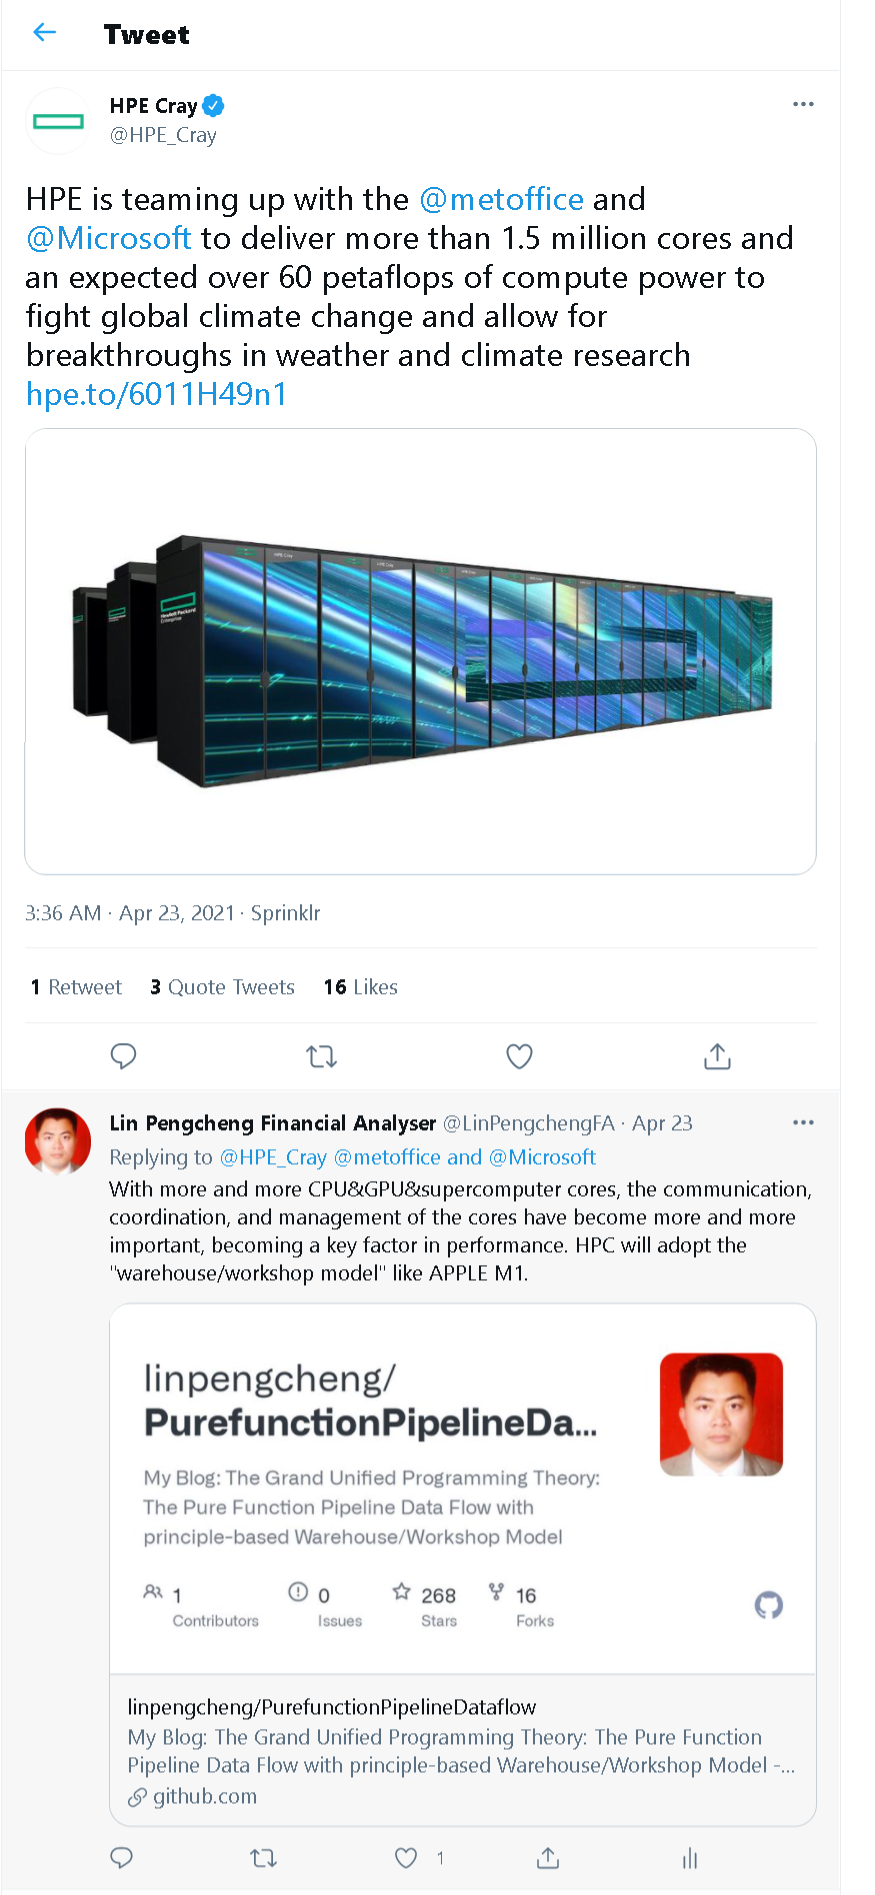 Tweet
HPE Cray
@HPE_Cray
HPE is teaming up with the @metoffice and
@Microsoft to deliver more than 1.5 million cores and
an expected over 60 petaflops of compute power to
fight global climate change and allow for
breakthroughs in weather and climate research
hpe.to/6011H49n1
Hewlett Packard
Enterprise
3:36 AM · Apr 23, 2021 · Sprinklr
1 Retweet 3 Quote Tweets 16 Likes
Lin Pengcheng Financial Analyser @LinPengchengFA · Apr 23
Replying to @HPE_Cray @metoffice and @Microsoft
With more and more CPU&GPU&supercomputer cores, the communication,
coordination, and management of the cores have become more and more
important, becoming a key factor in performance. HPC will adopt the
"warehouse/workshop model" like APPLE M1.
linpengcheng/
PurefunctionPipelineDa...
My Blog: The Grand Unified Programming Theory:
The Pure Function Pipeline Data Flow with
principle-based Warehouse/Workshop Model
1 0 268 16
Contributors Issues Stars Forks
linpengcheng/PurefunctionPipelineDataflow
My Blog: The Grand Unified Programming Theory: The Pure Function
Pipeline Data Flow with principle-based Warehouse/Workshop Model -...
github.com
1